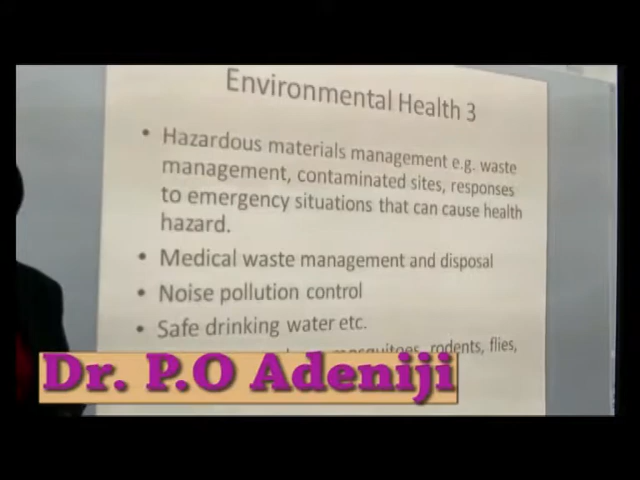 Environmental Health 3
• Hazardous materials management e.g. waste
management, contaminated sites, responses
to emergency situations that can cause health
hazard.
• Medical waste management and disposal
• Noise pollution control
• Safe drinking water etc.
mosquitoes, rodents, flies,
Dr. P.O Adeniji